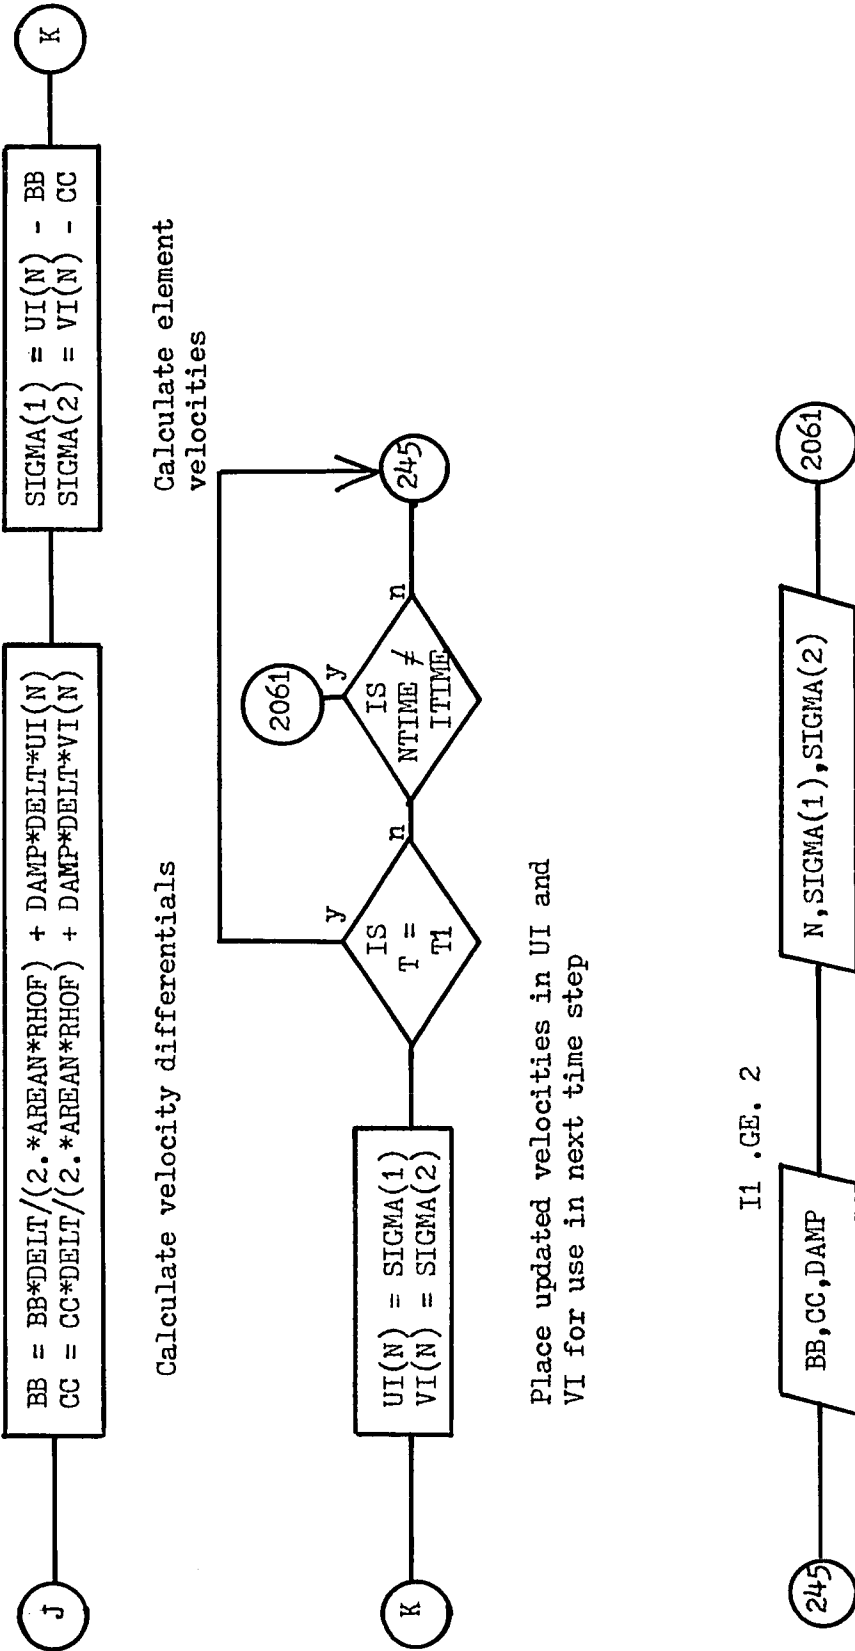 J
BB = BB*DELT/(2.*AREAN*RHOF) + DAMP*DELT*UI(N)
CC = CC*DELT/(2.*AREAN*RHOF) + DAMP*DELT*VI(N)
SIGMA(1) = UI(N) - BB
SIGMA(2) = VI(N) - CC
K
Calculate velocity differentials
Calculate element
velocities
K
UI(N) = SIGMA(1)
VI(N) = SIGMA(2)
IS
T =
T1
y
n
IS
NTIME ≠
ITIME
y
n
2061
245
Place updated velocities in UI and
VI for use in next time step
I1 .GE. 2
245
BB,CC,DAMP
N,SIGMA(1),SIGMA(2)
2061